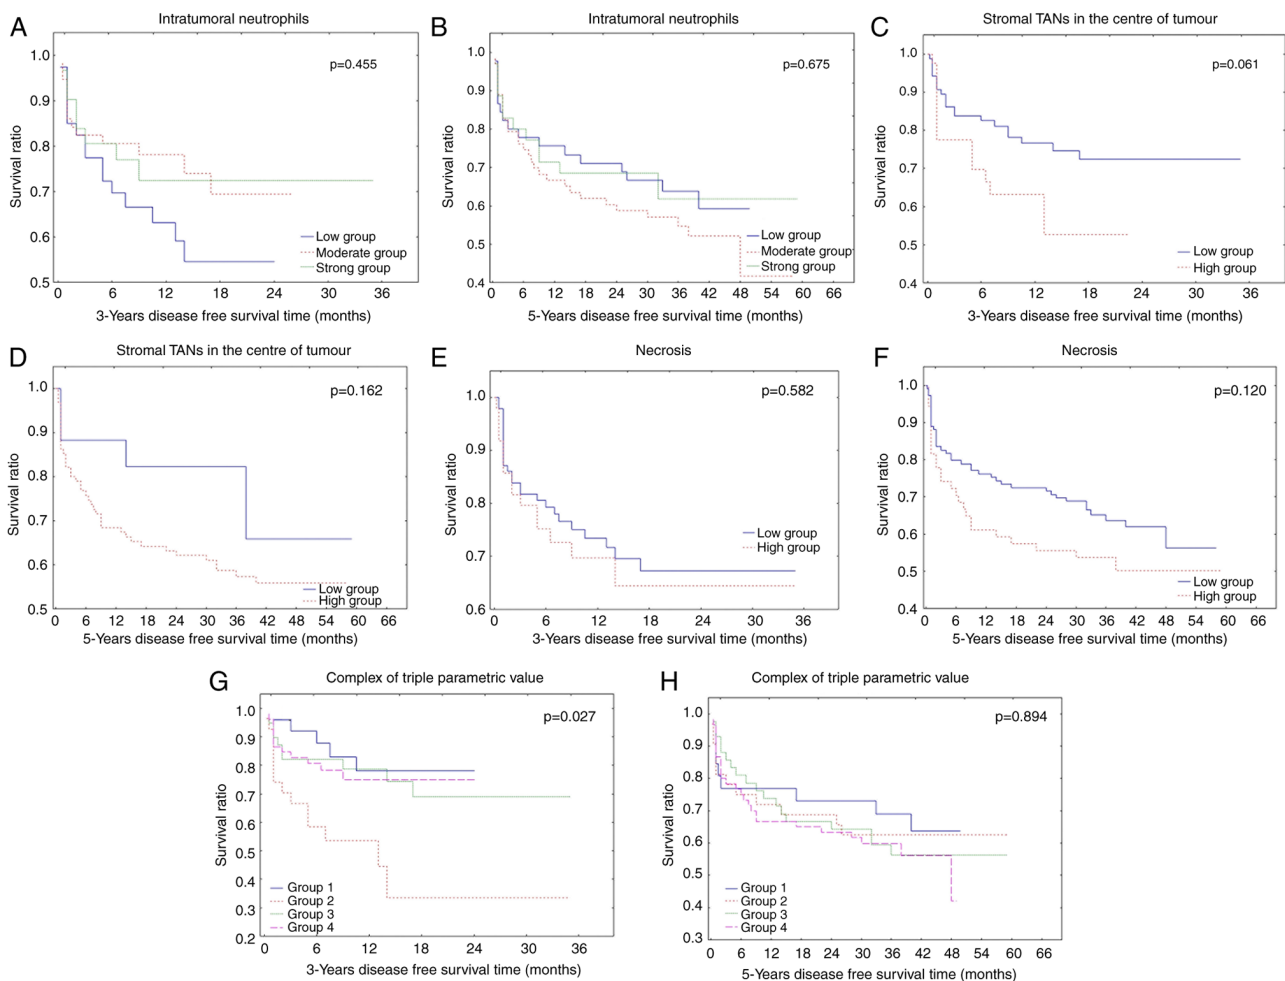 A
Intratumoral neutrophils
p=0.455
Survival ratio
1.0
0.9
0.8
0.7
0.6
0.5
Low group
Moderate group
Strong group
0 6 12 18 24 30 36
3-Years disease free survival time (months)
B
Intratumoral neutrophils
p=0.675
Survival ratio
1.0
0.9
0.8
0.7
0.6
0.5
0.4
Low group
Moderate group
Strong group
0 6 12 18 24 30 36 42 48 54 60 66
5-Years disease free survival time (months)
C
Stromal TANs in the centre of tumour
p=0.061
Survival ratio
1.0
0.9
0.8
0.7
0.6
0.5
0.4
Low group
High group
0 6 12 18 24 30 36
3-Years disease free survival time (months)
D
Stromal TANs in the centre of tumour
p=0.162
Survival ratio
1.0
0.9
0.8
0.7
0.6
0.5
Low group
High group
0 6 12 18 24 30 36 42 48 54 60 66
5-Years disease free survival time (months)
E
Necrosis
p=0.582
Survival ratio
1.0
0.9
0.8
0.7
0.6
Low group
High group
0 6 12 18 24 30 36
3-Years disease free survival time (months)
F
Necrosis
p=0.120
Survival ratio
1.0
0.9
0.8
0.7
0.6
0.5
0.4
Low group
High group
0 6 12 18 24 30 36 42 48 54 60 66
5-Years disease free survival time (months)
G
Complex of triple parametric value
p=0.027
Survival ratio
1.0
0.9
0.8
0.7
0.6
0.5
0.4
0.3
0.2
Group 1
Group 2
Group 3
Group 4
0 6 12 18 24 30 36
3-Years disease free survival time (months)
H
Complex of triple parametric value
p=0.894
Survival ratio
1.0
0.9
0.8
0.7
0.6
0.5
0.4
0.3
Group 1
Group 2
Group 3
Group 4
0 6 12 18 24 30 36 42 48 54 60 66
5-Years disease free survival time (months)